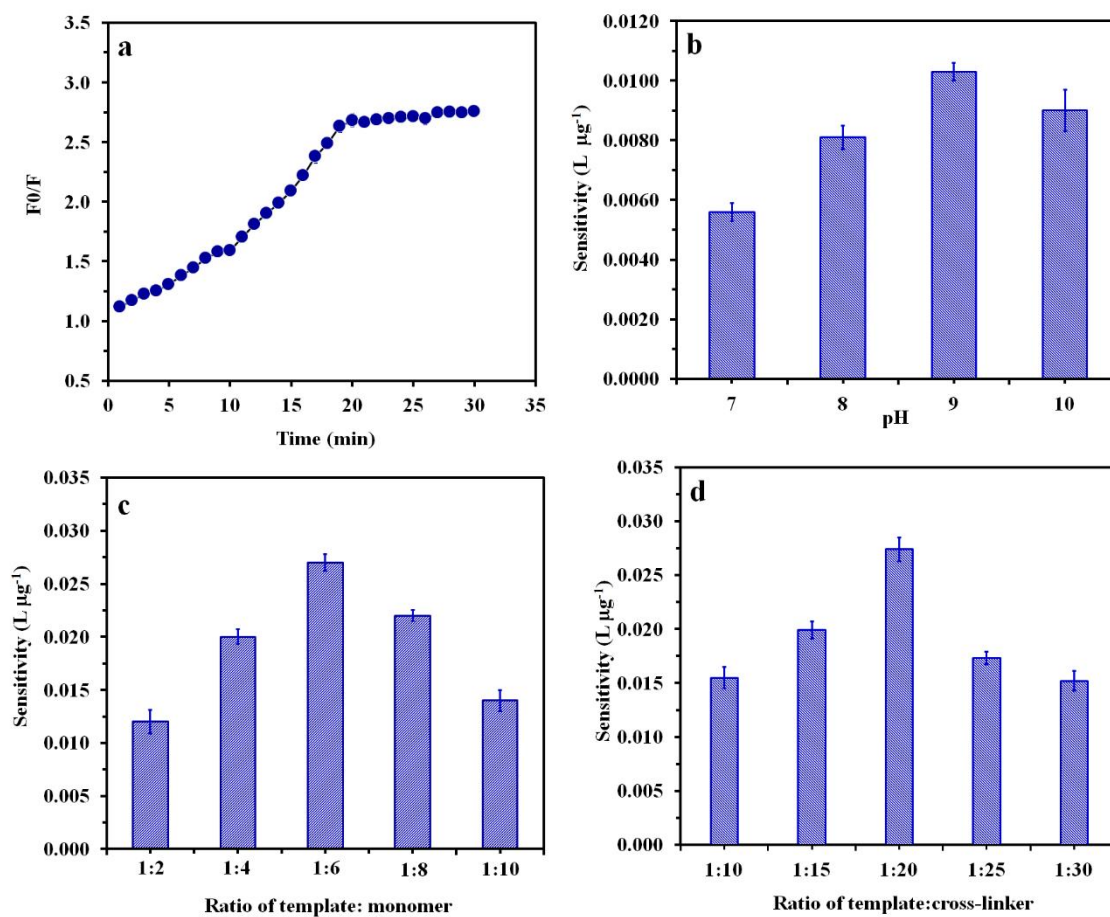 a
3.5
3.0
2.5
2.0
1.5
1.0
0.5
F0/F
0 5 10 15 20 25 30 35
Time (min)
b
0.0120
0.0100
0.0080
0.0060
0.0040
0.0020
0.0000
Sensitivity (L µg⁻¹)
7 8 9 10
pH
c
0.035
0.030
0.025
0.020
0.015
0.010
0.005
0.000
Sensitivity (L µg⁻¹)
1:2 1:4 1:6 1:8 1:10
Ratio of template: monomer
d
0.035
0.030
0.025
0.020
0.015
0.010
0.005
0.000
Sensitivity (L µg⁻¹)
1:10 1:15 1:20 1:25 1:30
Ratio of template:cross-linker